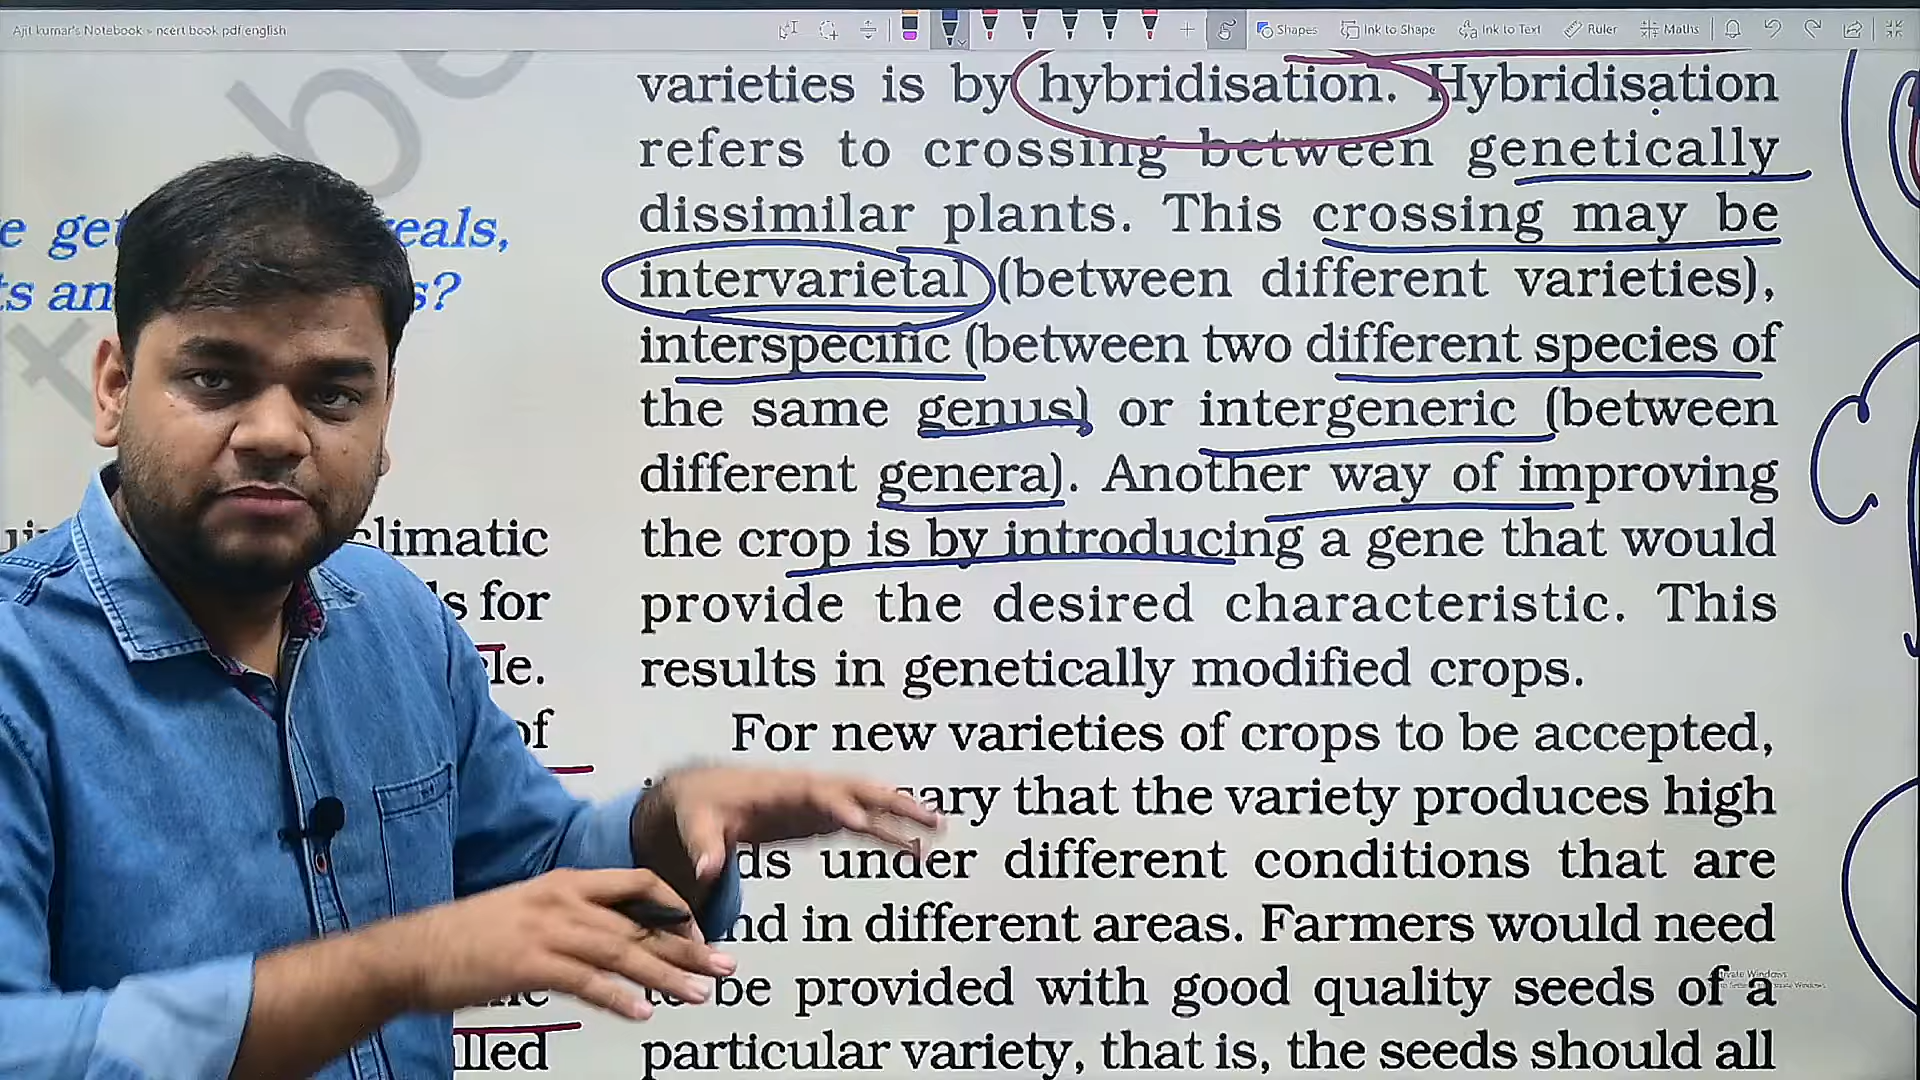 Ajit kumar's Notebook » ncert book pdf english
Shapes
Ink to Shape
Ink to Text
Ruler
Maths
be
e get eals,
ts an s?
climatic
s for
le.
of
lled
varieties is by hybridisation. Hybridisation
refers to crossing between genetically
dissimilar plants. This crossing may be
intervarietal (between different varieties),
interspecific (between two different species of
the same genus) or intergeneric (between
different genera). Another way of improving
the crop is by introducing a gene that would
provide the desired characteristic. This
results in genetically modified crops.
For new varieties of crops to be accepted,
sary that the variety produces high
ds under different conditions that are
nd in different areas. Farmers would need
be provided with good quality seeds of a
particular variety, that is, the seeds should all